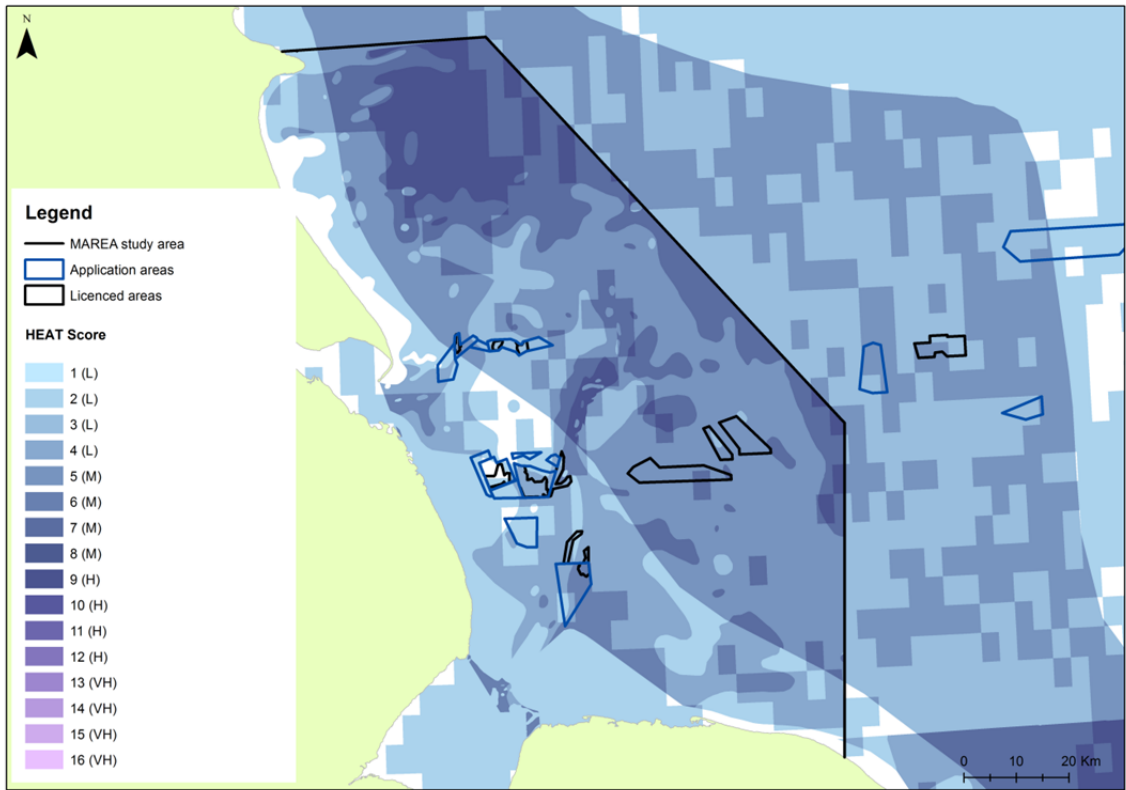 N
Legend
MAREA study area
Application areas
Licenced areas
HEAT Score
1 (L)
2 (L)
3 (L)
4 (L)
5 (M)
6 (M)
7 (M)
8 (M)
9 (H)
10 (H)
11 (H)
12 (H)
13 (VH)
14 (VH)
15 (VH)
16 (VH)
0 10 20 Km